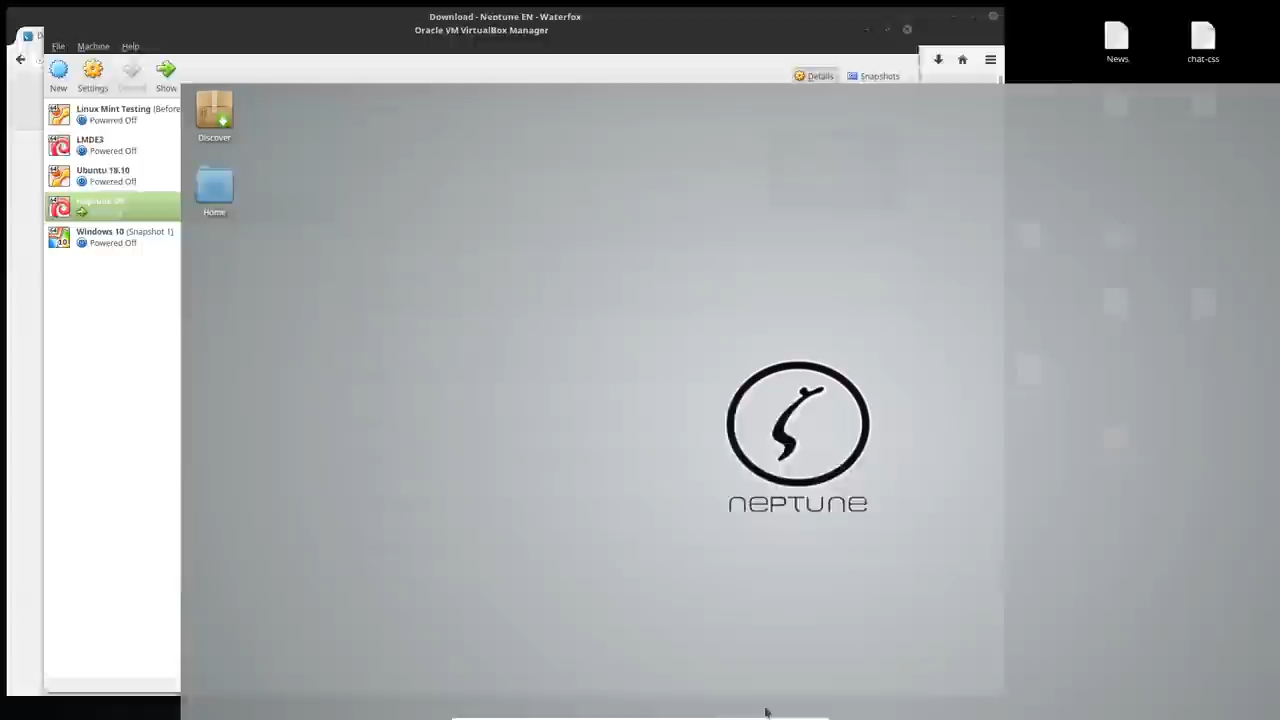 Download - Neptune EN - Waterfox
Oracle VM VirtualBox Manager
File Machine Help
New Settings Show
Details Snapshots
Linux Mint Testing (Before
Powered Off
LMDE3
Powered Off
Ubuntu 18.10
Powered Off
Windows 10 (Snapshot 1)
Powered Off
Discover
Home
NEPTUNE
News
chat-css